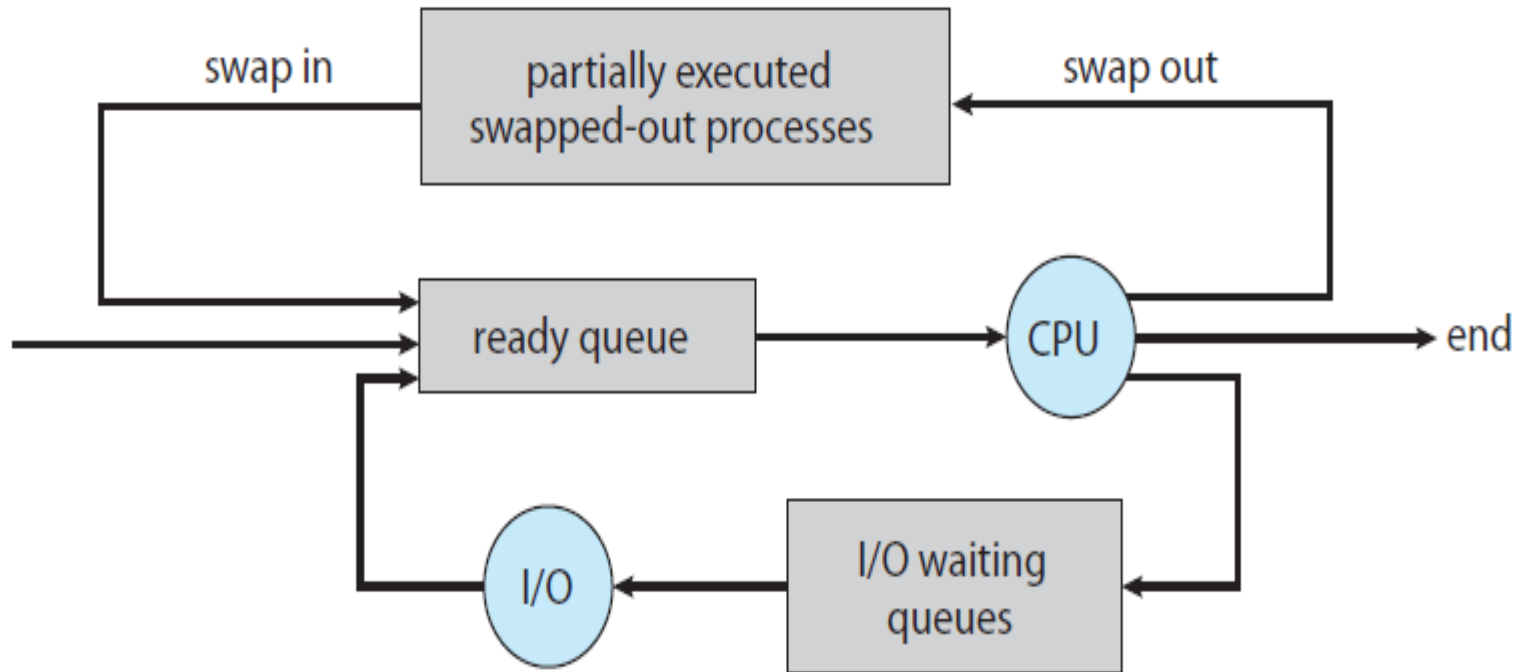 swap in
partially executed
swapped-out processes
swap out
ready queue
CPU
end
I/O
I/O waiting
queues